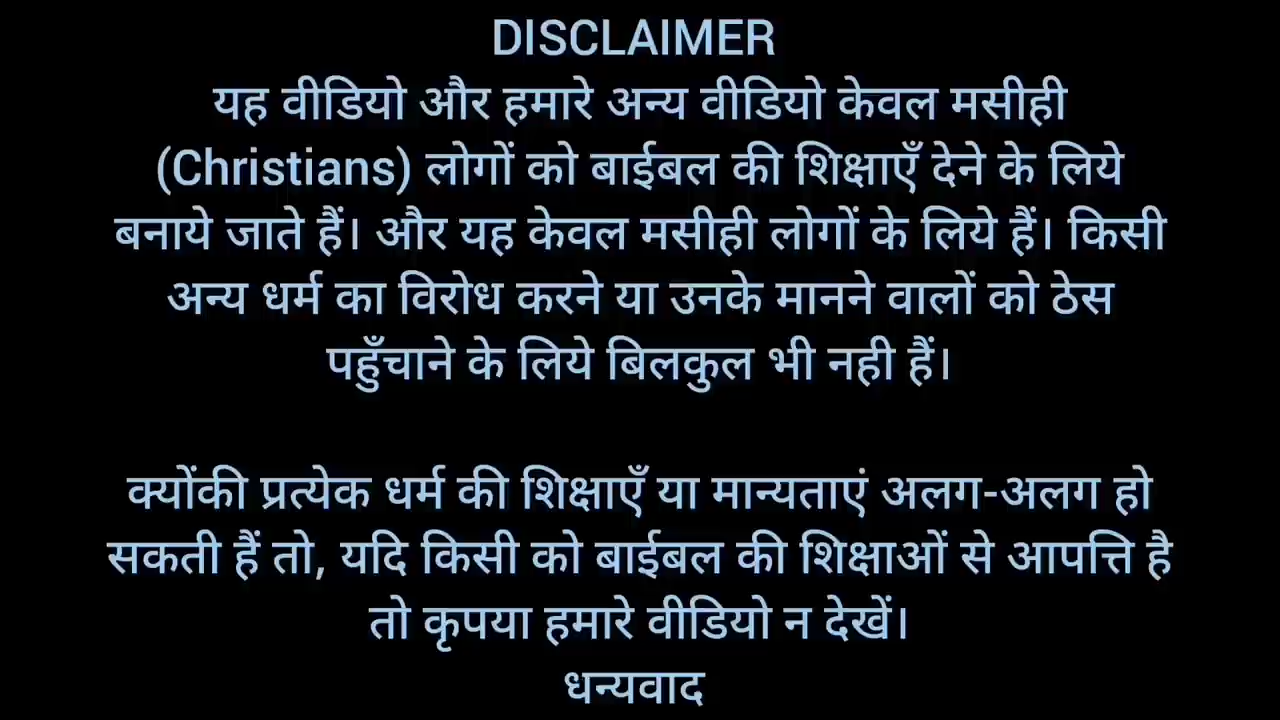 DISCLAIMER
यह वीडियो और हमारे अन्य वीडियो केवल मसीही
(Christians) लोगों को बाईबल की शिक्षाएँ देने के लिये
बनाये जाते हैं। और यह केवल मसीही लोगों के लिये हैं। किसी
अन्य धर्म का विरोध करने या उनके मानने वालों को ठेस
पहुँचाने के लिये बिलकुल भी नही हैं।
क्योंकी प्रत्येक धर्म की शिक्षाएँ या मान्यताएं अलग-अलग हो
सकती हैं तो, यदि किसी को बाईबल की शिक्षाओं से आपत्ति है
तो कृपया हमारे वीडियो न देखें।
धन्यवाद